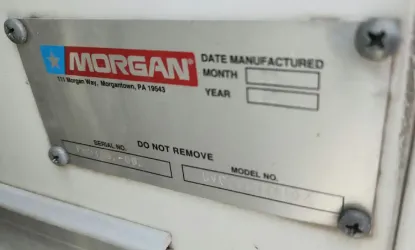 MORGAN
111 Morgan Way, Morgantown, PA 19543
DATE MANUFACTURED
MONTH
YEAR
DO NOT REMOVE
SERIAL NO.
MODEL NO.